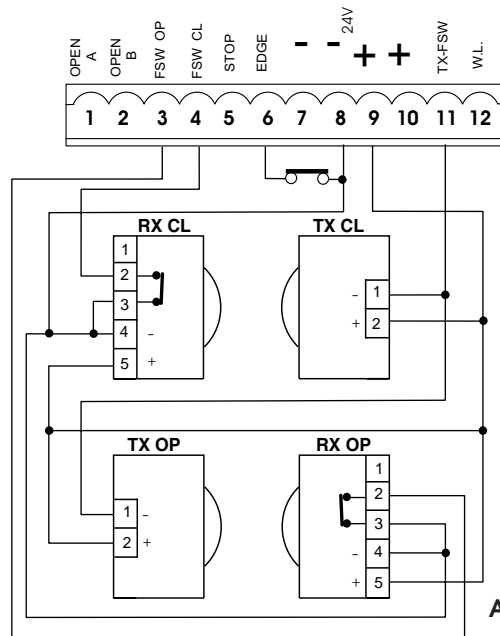 OPEN A
OPEN B
FSW OP
FSW CL
STOP
EDGE
-
-
24V
+
+
TX-FSW
W.L.
1 2 3 4 5 6 7 8 9 10 11 12
RX CL
1
2
3
4 -
5 +
TX CL
- 1
+ 2
TX OP
1 -
2 +
RX OP
1
2
3
- 4
+ 5
A